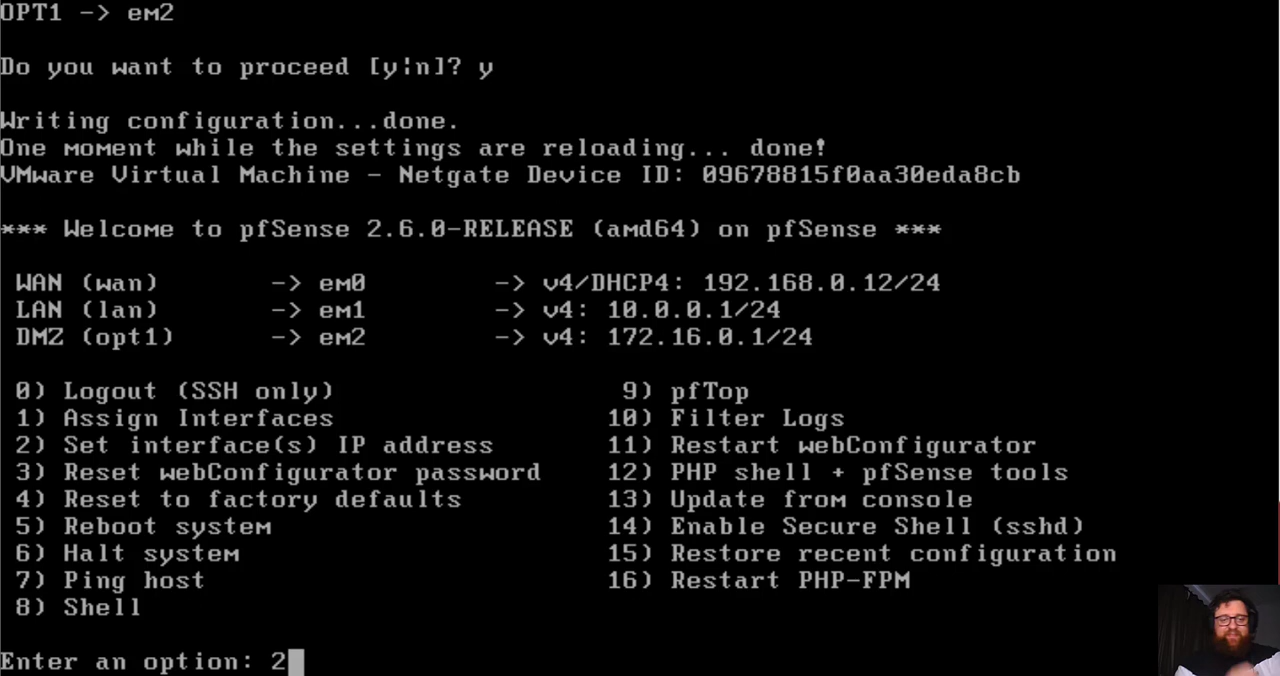 OPT1 -> em2
Do you want to proceed [y¦n]? y
Writing configuration...done.
One moment while the settings are reloading... done!
VMware Virtual Machine - Netgate Device ID: 09678815f0aa30eda8cb
*** Welcome to pfSense 2.6.0-RELEASE (amd64) on pfSense ***
WAN (wan) -> em0 -> v4/DHCP4: 192.168.0.12/24
LAN (lan) -> em1 -> v4: 10.0.0.1/24
DMZ (opt1) -> em2 -> v4: 172.16.0.1/24
0) Logout (SSH only) 9) pfTop
1) Assign Interfaces 10) Filter Logs
2) Set interface(s) IP address 11) Restart webConfigurator
3) Reset webConfigurator password 12) PHP shell + pfSense tools
4) Reset to factory defaults 13) Update from console
5) Reboot system 14) Enable Secure Shell (sshd)
6) Halt system 15) Restore recent configuration
7) Ping host 16) Restart PHP-FPM
8) Shell
Enter an option: 2